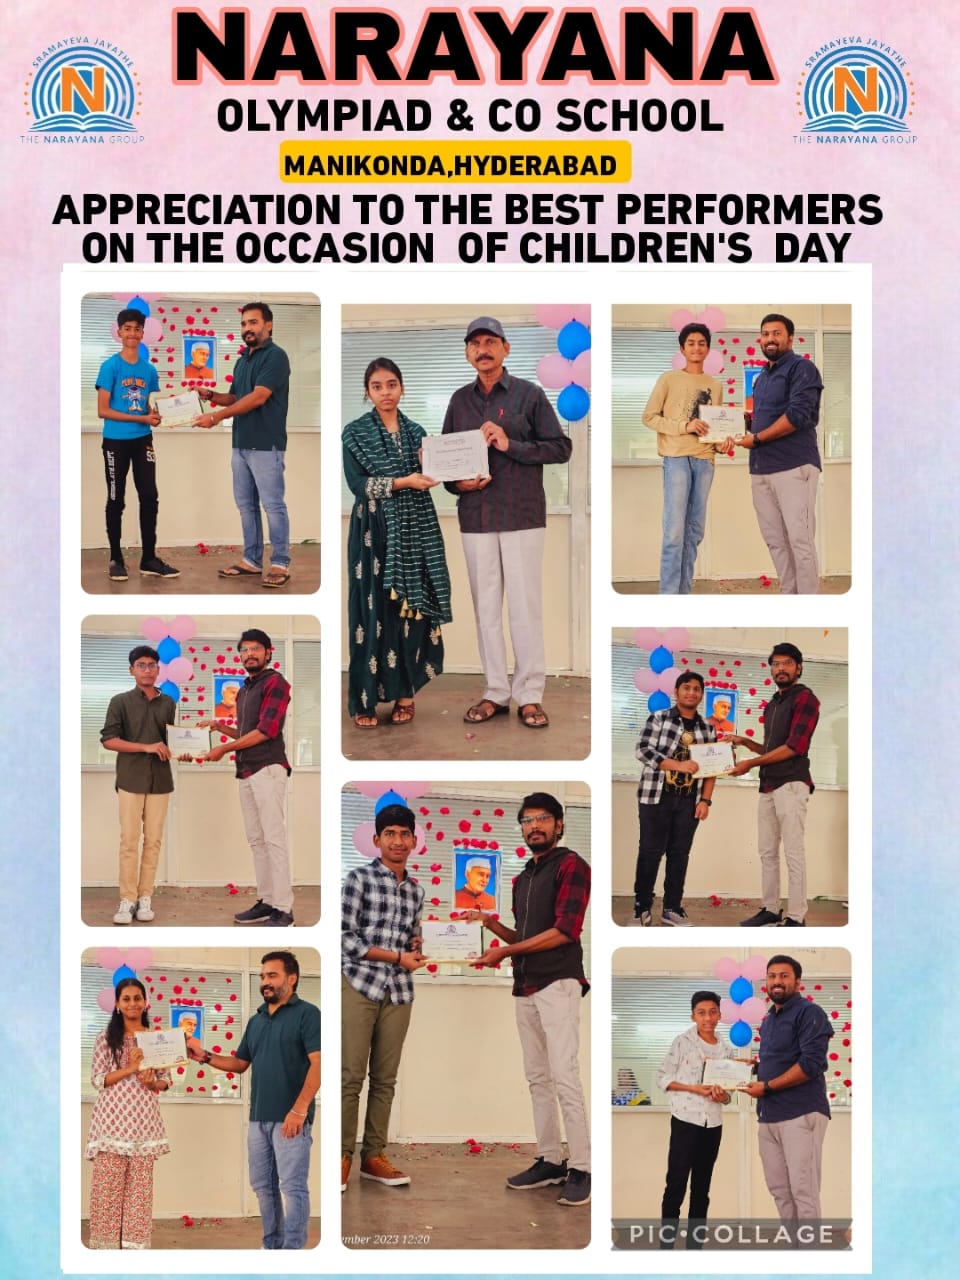 NARAYANA
SRAMAYEVA JAYATHE
N
THE NARAYANA GROUP
SRAMAYEVA JAYATHE
N
THE NARAYANA GROUP
OLYMPIAD & CO SCHOOL
MANIKONDA,HYDERABAD
APPRECIATION TO THE BEST PERFORMERS
ON THE OCCASION OF CHILDREN'S DAY
ember 2023 12:20
PIC•COLLAGE